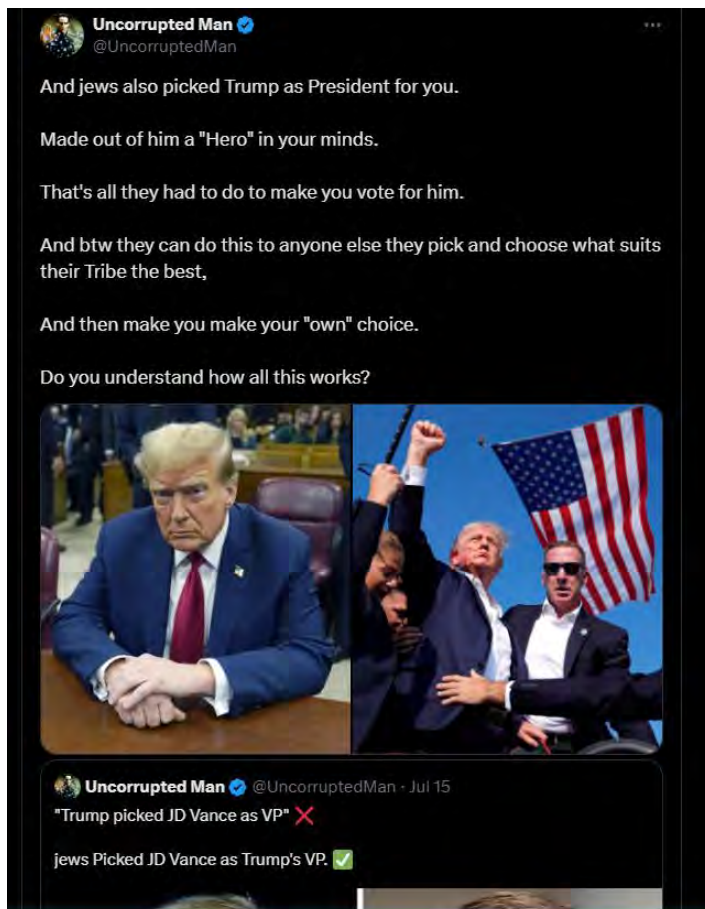 Uncorrupted Man
@UncorruptedMan
And jews also picked Trump as President for you.
Made out of him a "Hero" in your minds.
That's all they had to do to make you vote for him.
And btw they can do this to anyone else they pick and choose what suits
their Tribe the best,
And then make you make your "own" choice.
Do you understand how all this works?
Uncorrupted Man @UncorruptedMan · Jul 15
"Trump picked JD Vance as VP" ❌
jews Picked JD Vance as Trump's VP. ✅